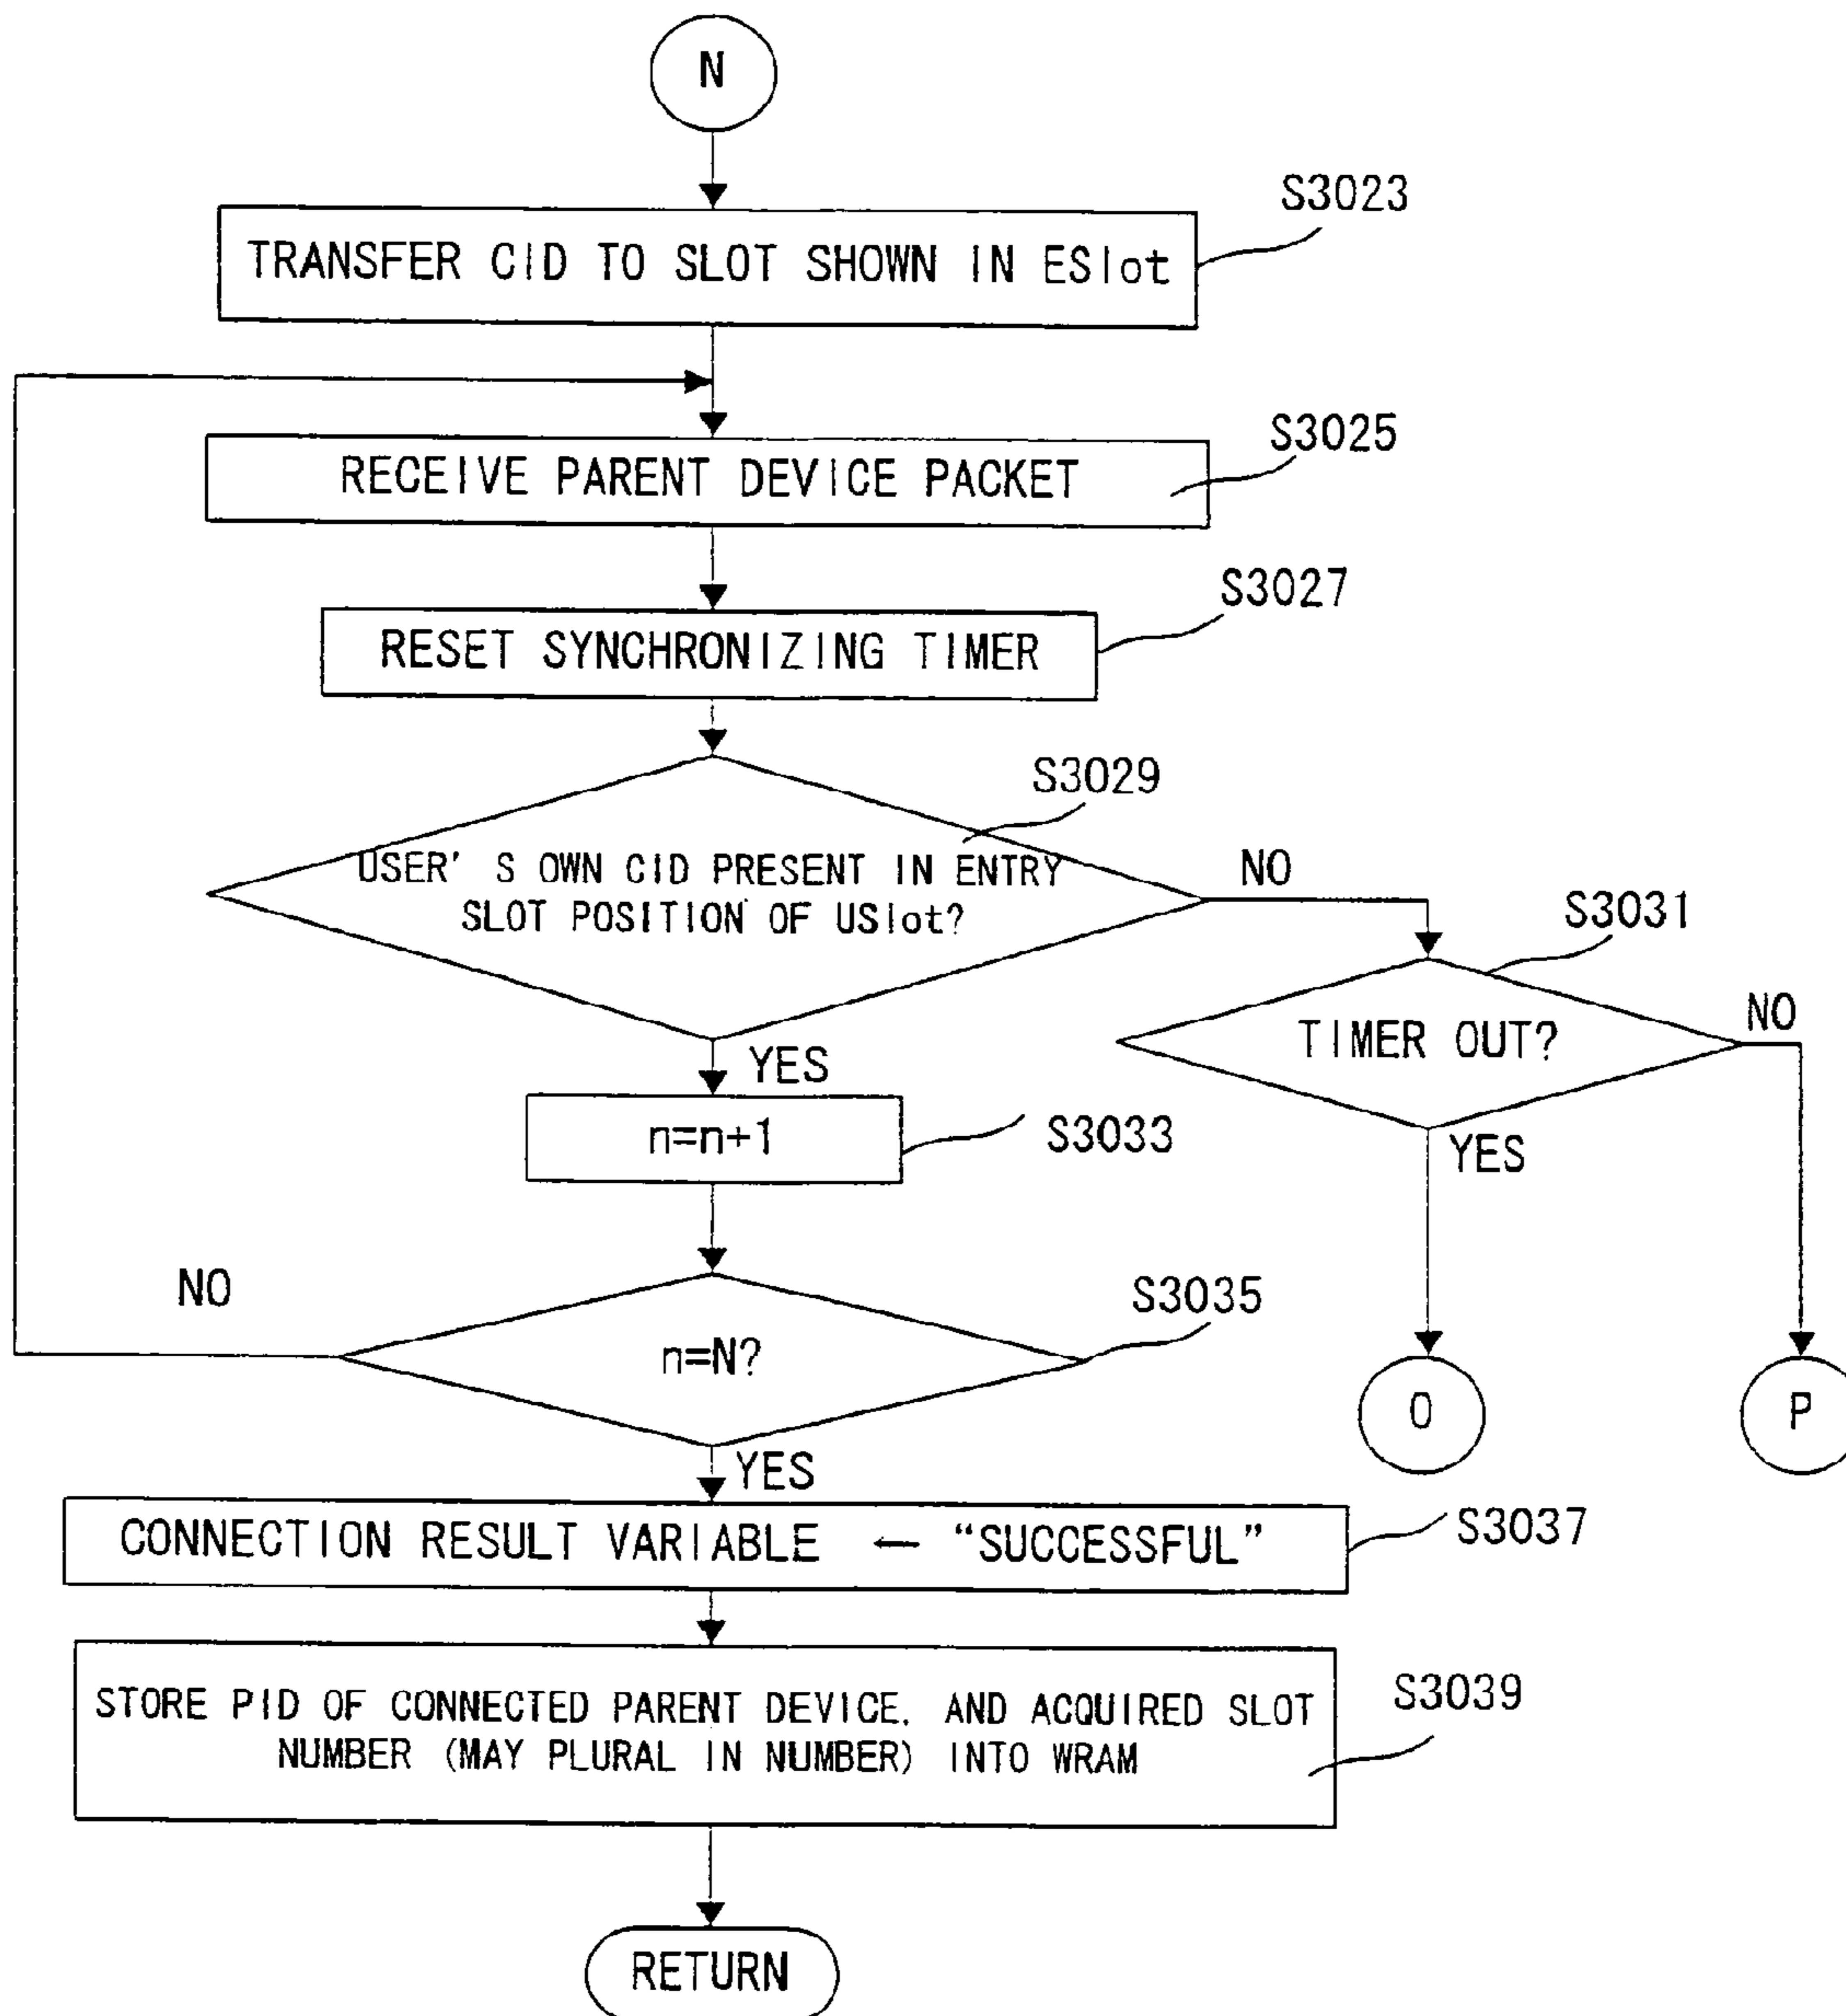 N
S3023
TRANSFER CID TO SLOT SHOWN IN ESlot
S3025
RECEIVE PARENT DEVICE PACKET
S3027
RESET SYNCHRONIZING TIMER
S3029
USER'S OWN CID PRESENT IN ENTRY
SLOT POSITION OF USlot?
NO
S3031
TIMER OUT?
NO
YES
n=n+1
S3033
YES
NO
S3035
n=N?
O
P
YES
CONNECTION RESULT VARIABLE ← “SUCCESSFUL”
S3037
STORE PID OF CONNECTED PARENT DEVICE, AND ACQUIRED SLOT
NUMBER (MAY PLURAL IN NUMBER) INTO WRAM
S3039
RETURN